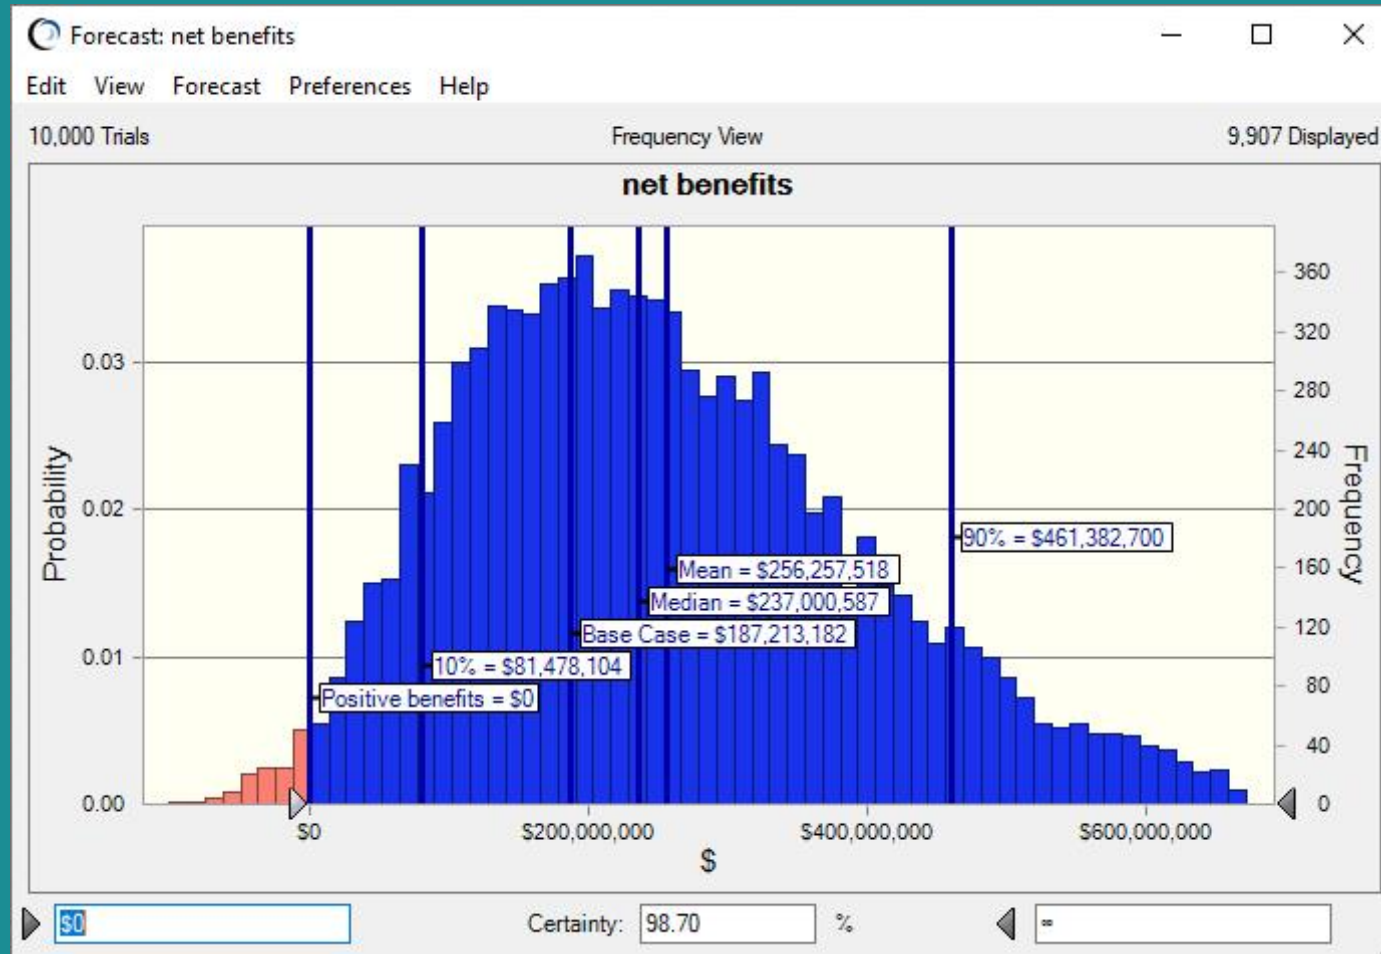 Forecast: net benefits
Edit View Forecast Preferences Help
10,000 Trials Frequency View 9,907 Displayed
net benefits
Probability
0.03
0.02
0.01
0.00
360
320
280
240
200
160
120
80
40
0
Frequency
90% = $461,382,700
Mean = $256,257,518
Median = $237,000,587
Base Case = $187,213,182
10% = $81,478,104
Positive benefits = $0
$0 $200,000,000 $400,000,000 $600,000,000
$
$0 Certainty: 98.70 % ∞